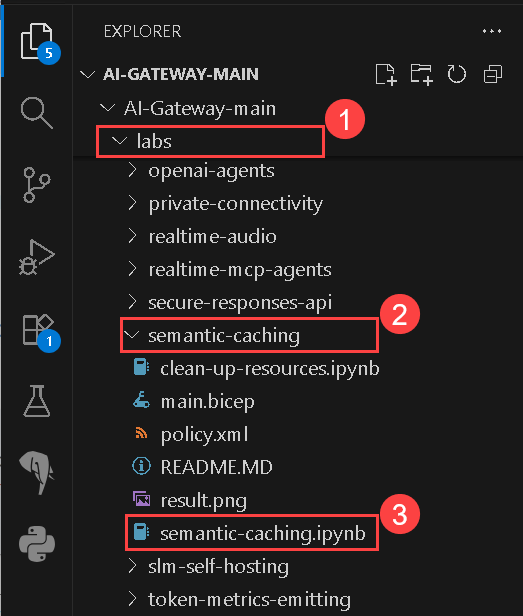 EXPLORER
5
AI-GATEWAY-MAIN
AI-Gateway-main
1
labs
openai-agents
private-connectivity
realtime-audio
realtime-mcp-agents
secure-responses-api
2
semantic-caching
1
clean-up-resources.ipynb
main.bicep
policy.xml
README.MD
result.png
3
semantic-caching.ipynb
slm-self-hosting
token-metrics-emitting